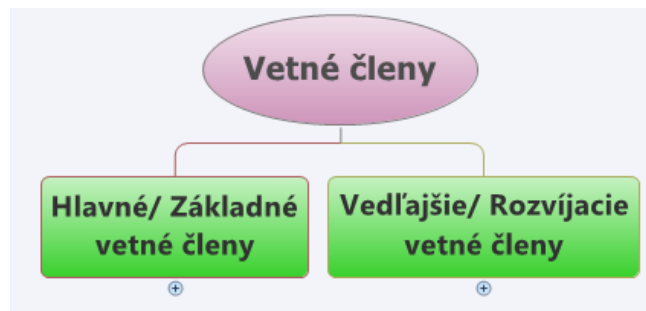 Vetné členy
Hlavné/ Základné
vetné členy
Vedľajšie/ Rozvíjacie
vetné členy